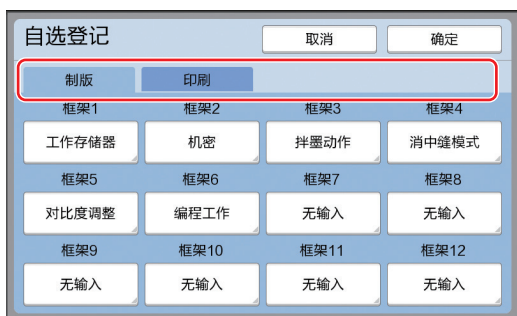 自选登记 取消 确定
制版 印刷
框架1 框架2 框架3 框架4
工作存储器 机密 拌墨动作 消中缝模式
框架5 框架6 框架7 框架8
对比度调整 编程工作 无输入 无输入
框架9 框架10 框架11 框架12
无输入 无输入 无输入 无输入